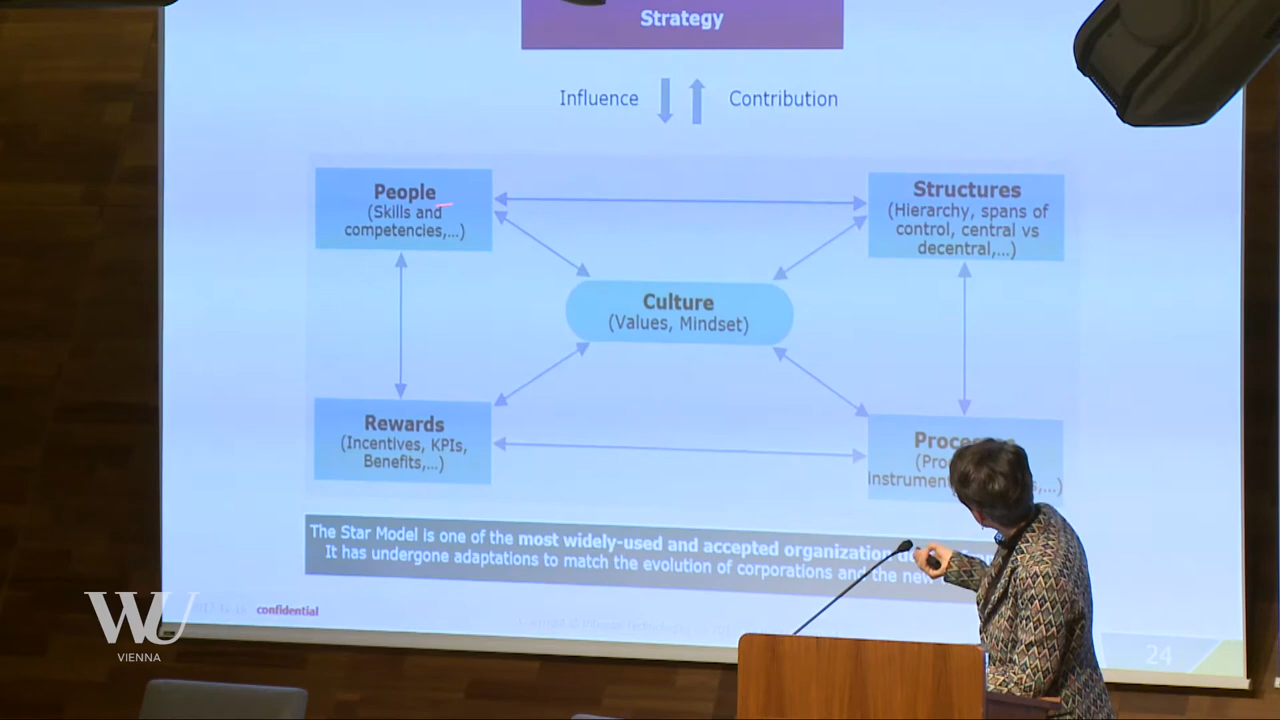 Strategy
Influence
Contribution
People
(Skills and
competencies,...)
Structures
(Hierarchy, spans of
control, central vs
decentral,...)
Culture
(Values, Mindset)
Rewards
(Incentives, KPIs,
Benefits,...)
The Star Model is one of the most widely-used and accepted organization
It has undergone adaptations to match the evolution of corporations and the new
confidential
24
WU
VIENNA